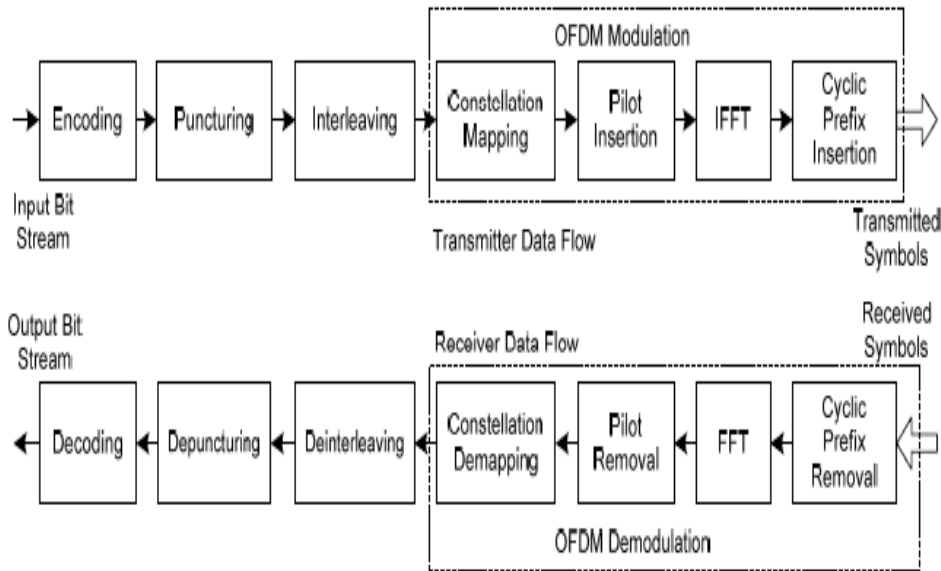 OFDM Modulation
Encoding
Puncturing
Interleaving
Constellation
Mapping
Pilot
Insertion
IFFT
Cyclic
Prefix
Insertion
Input Bit
Stream
Transmitter Data Flow
Transmitted
Symbols
Output Bit
Stream
Receiver Data Flow
Received
Symbols
Decoding
Depuncturing
Deinterleaving
Constellation
Demapping
Pilot
Removal
FFT
Cyclic
Prefix
Removal
OFDM Demodulation